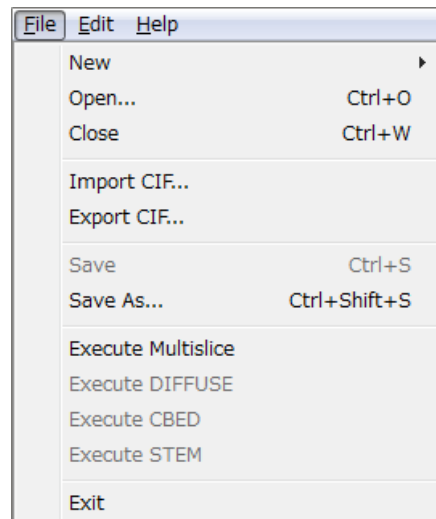 File Edit Help
New
Open... Ctrl+O
Close Ctrl+W
Import CIF...
Export CIF...
Save Ctrl+S
Save As... Ctrl+Shift+S
Execute Multislice
Execute DIFFUSE
Execute CBED
Execute STEM
Exit